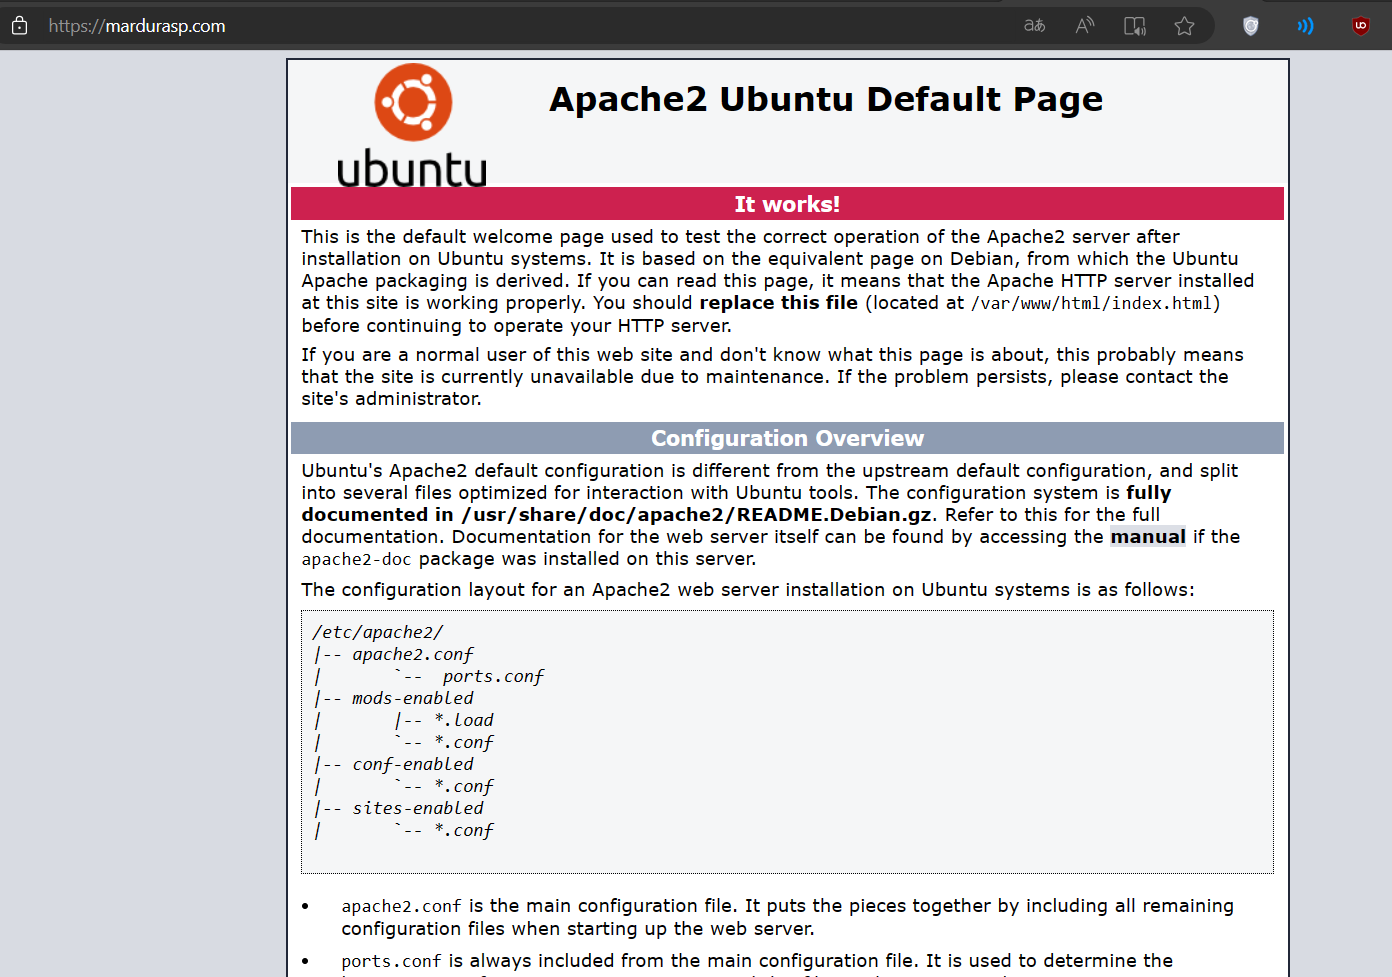 https://mardurasp.com
ubuntu
Apache2 Ubuntu Default Page
It works!
This is the default welcome page used to test the correct operation of the Apache2 server after
installation on Ubuntu systems. It is based on the equivalent page on Debian, from which the Ubuntu
Apache packaging is derived. If you can read this page, it means that the Apache HTTP server installed
at this site is working properly. You should replace this file (located at /var/www/html/index.html)
before continuing to operate your HTTP server.
If you are a normal user of this web site and don't know what this page is about, this probably means
that the site is currently unavailable due to maintenance. If the problem persists, please contact the
site's administrator.
Configuration Overview
Ubuntu's Apache2 default configuration is different from the upstream default configuration, and split
into several files optimized for interaction with Ubuntu tools. The configuration system is fully
documented in /usr/share/doc/apache2/README.Debian.gz. Refer to this for the full
documentation. Documentation for the web server itself can be found by accessing the manual if the
apache2-doc package was installed on this server.
The configuration layout for an Apache2 web server installation on Ubuntu systems is as follows:
/etc/apache2/
|-- apache2.conf
|       `--  ports.conf
|-- mods-enabled
|       |-- *.load
|       `-- *.conf
|-- conf-enabled
|       `-- *.conf
|-- sites-enabled
|       `-- *.conf
• apache2.conf is the main configuration file. It puts the pieces together by including all remaining
configuration files when starting up the web server.
• ports.conf is always included from the main configuration file. It is used to determine the